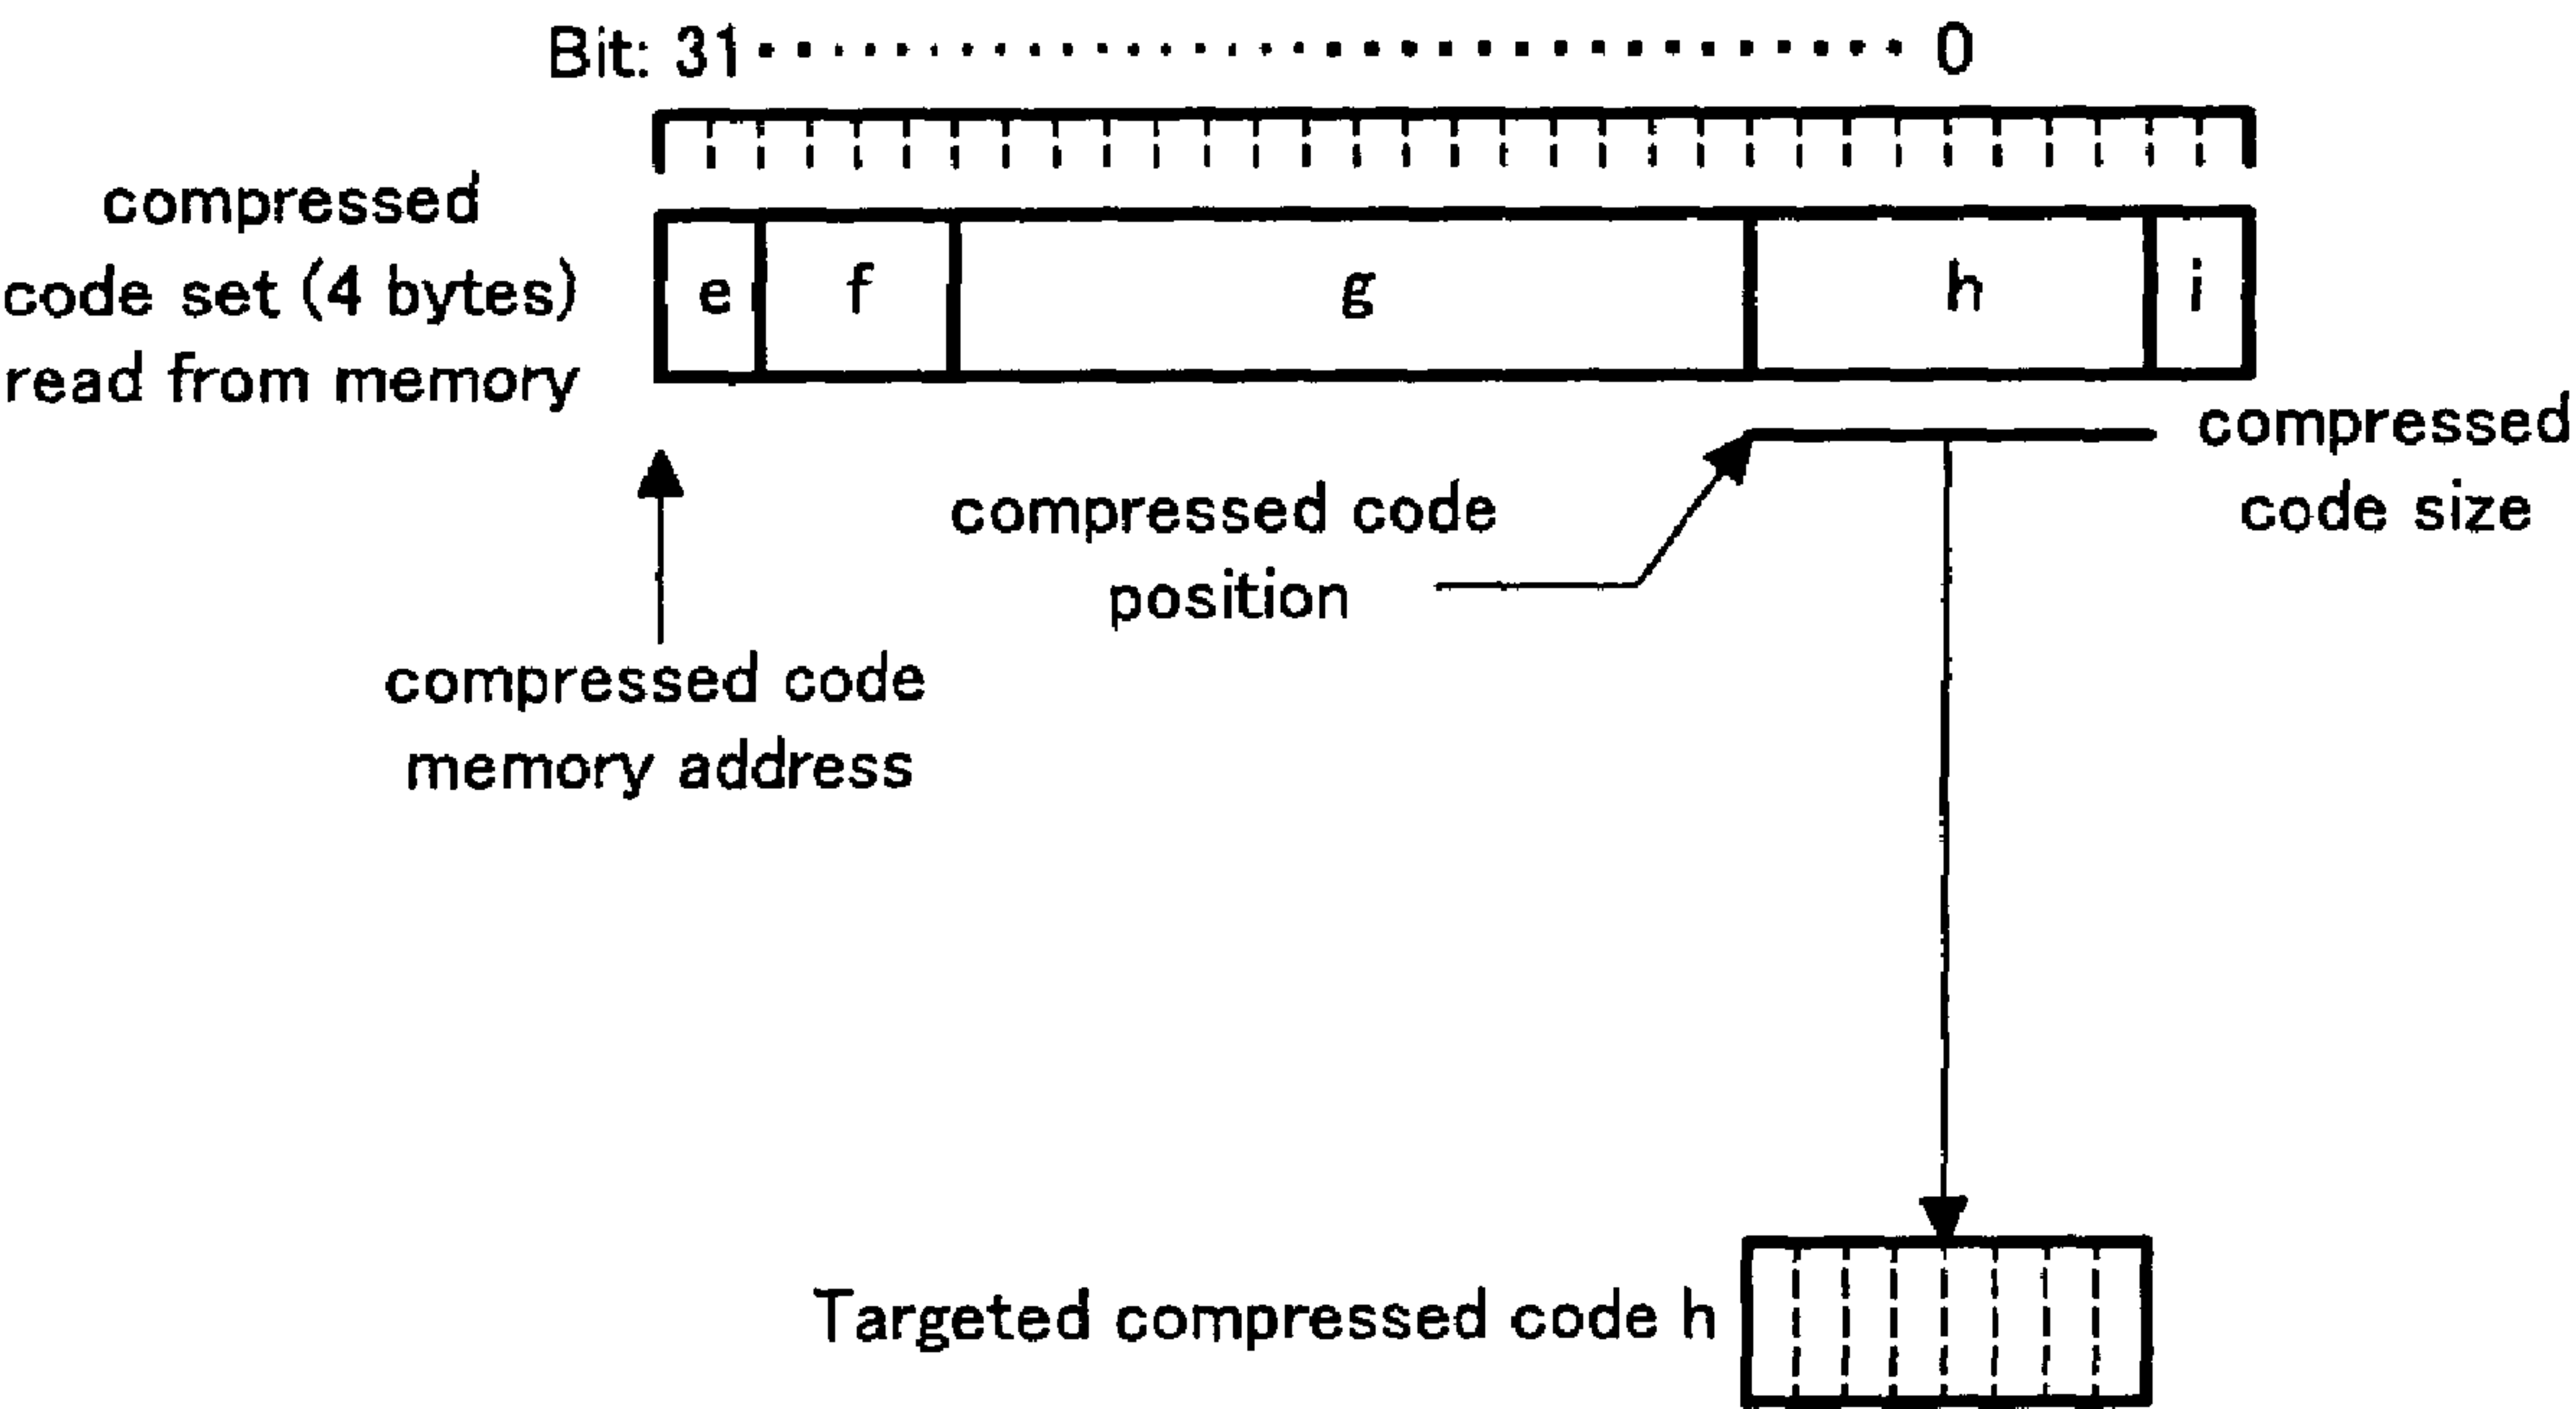 Bit: 31 ································ 0
compressed
code set (4 bytes)
read from memory
e f g h i
compressed
code size
compressed code
position
compressed code
memory address
Targeted compressed code h